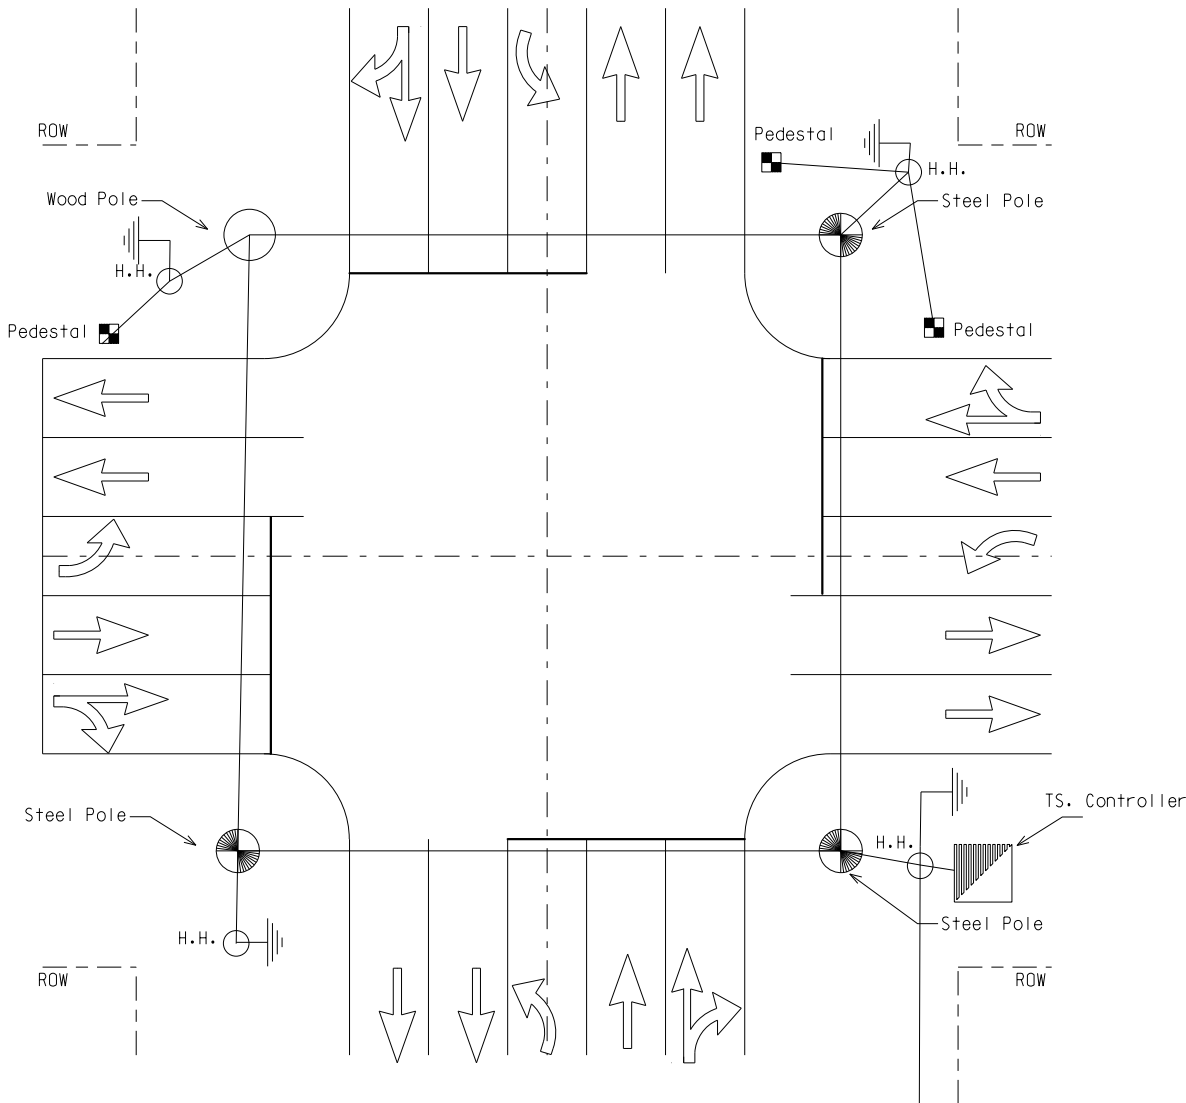 ROW
Pedestal
ROW
H.H.
Wood Pole
Steel Pole
H.H.
Pedestal
Pedestal
TS. Controller
Steel Pole
H.H.
Steel Pole
H.H.
ROW
ROW